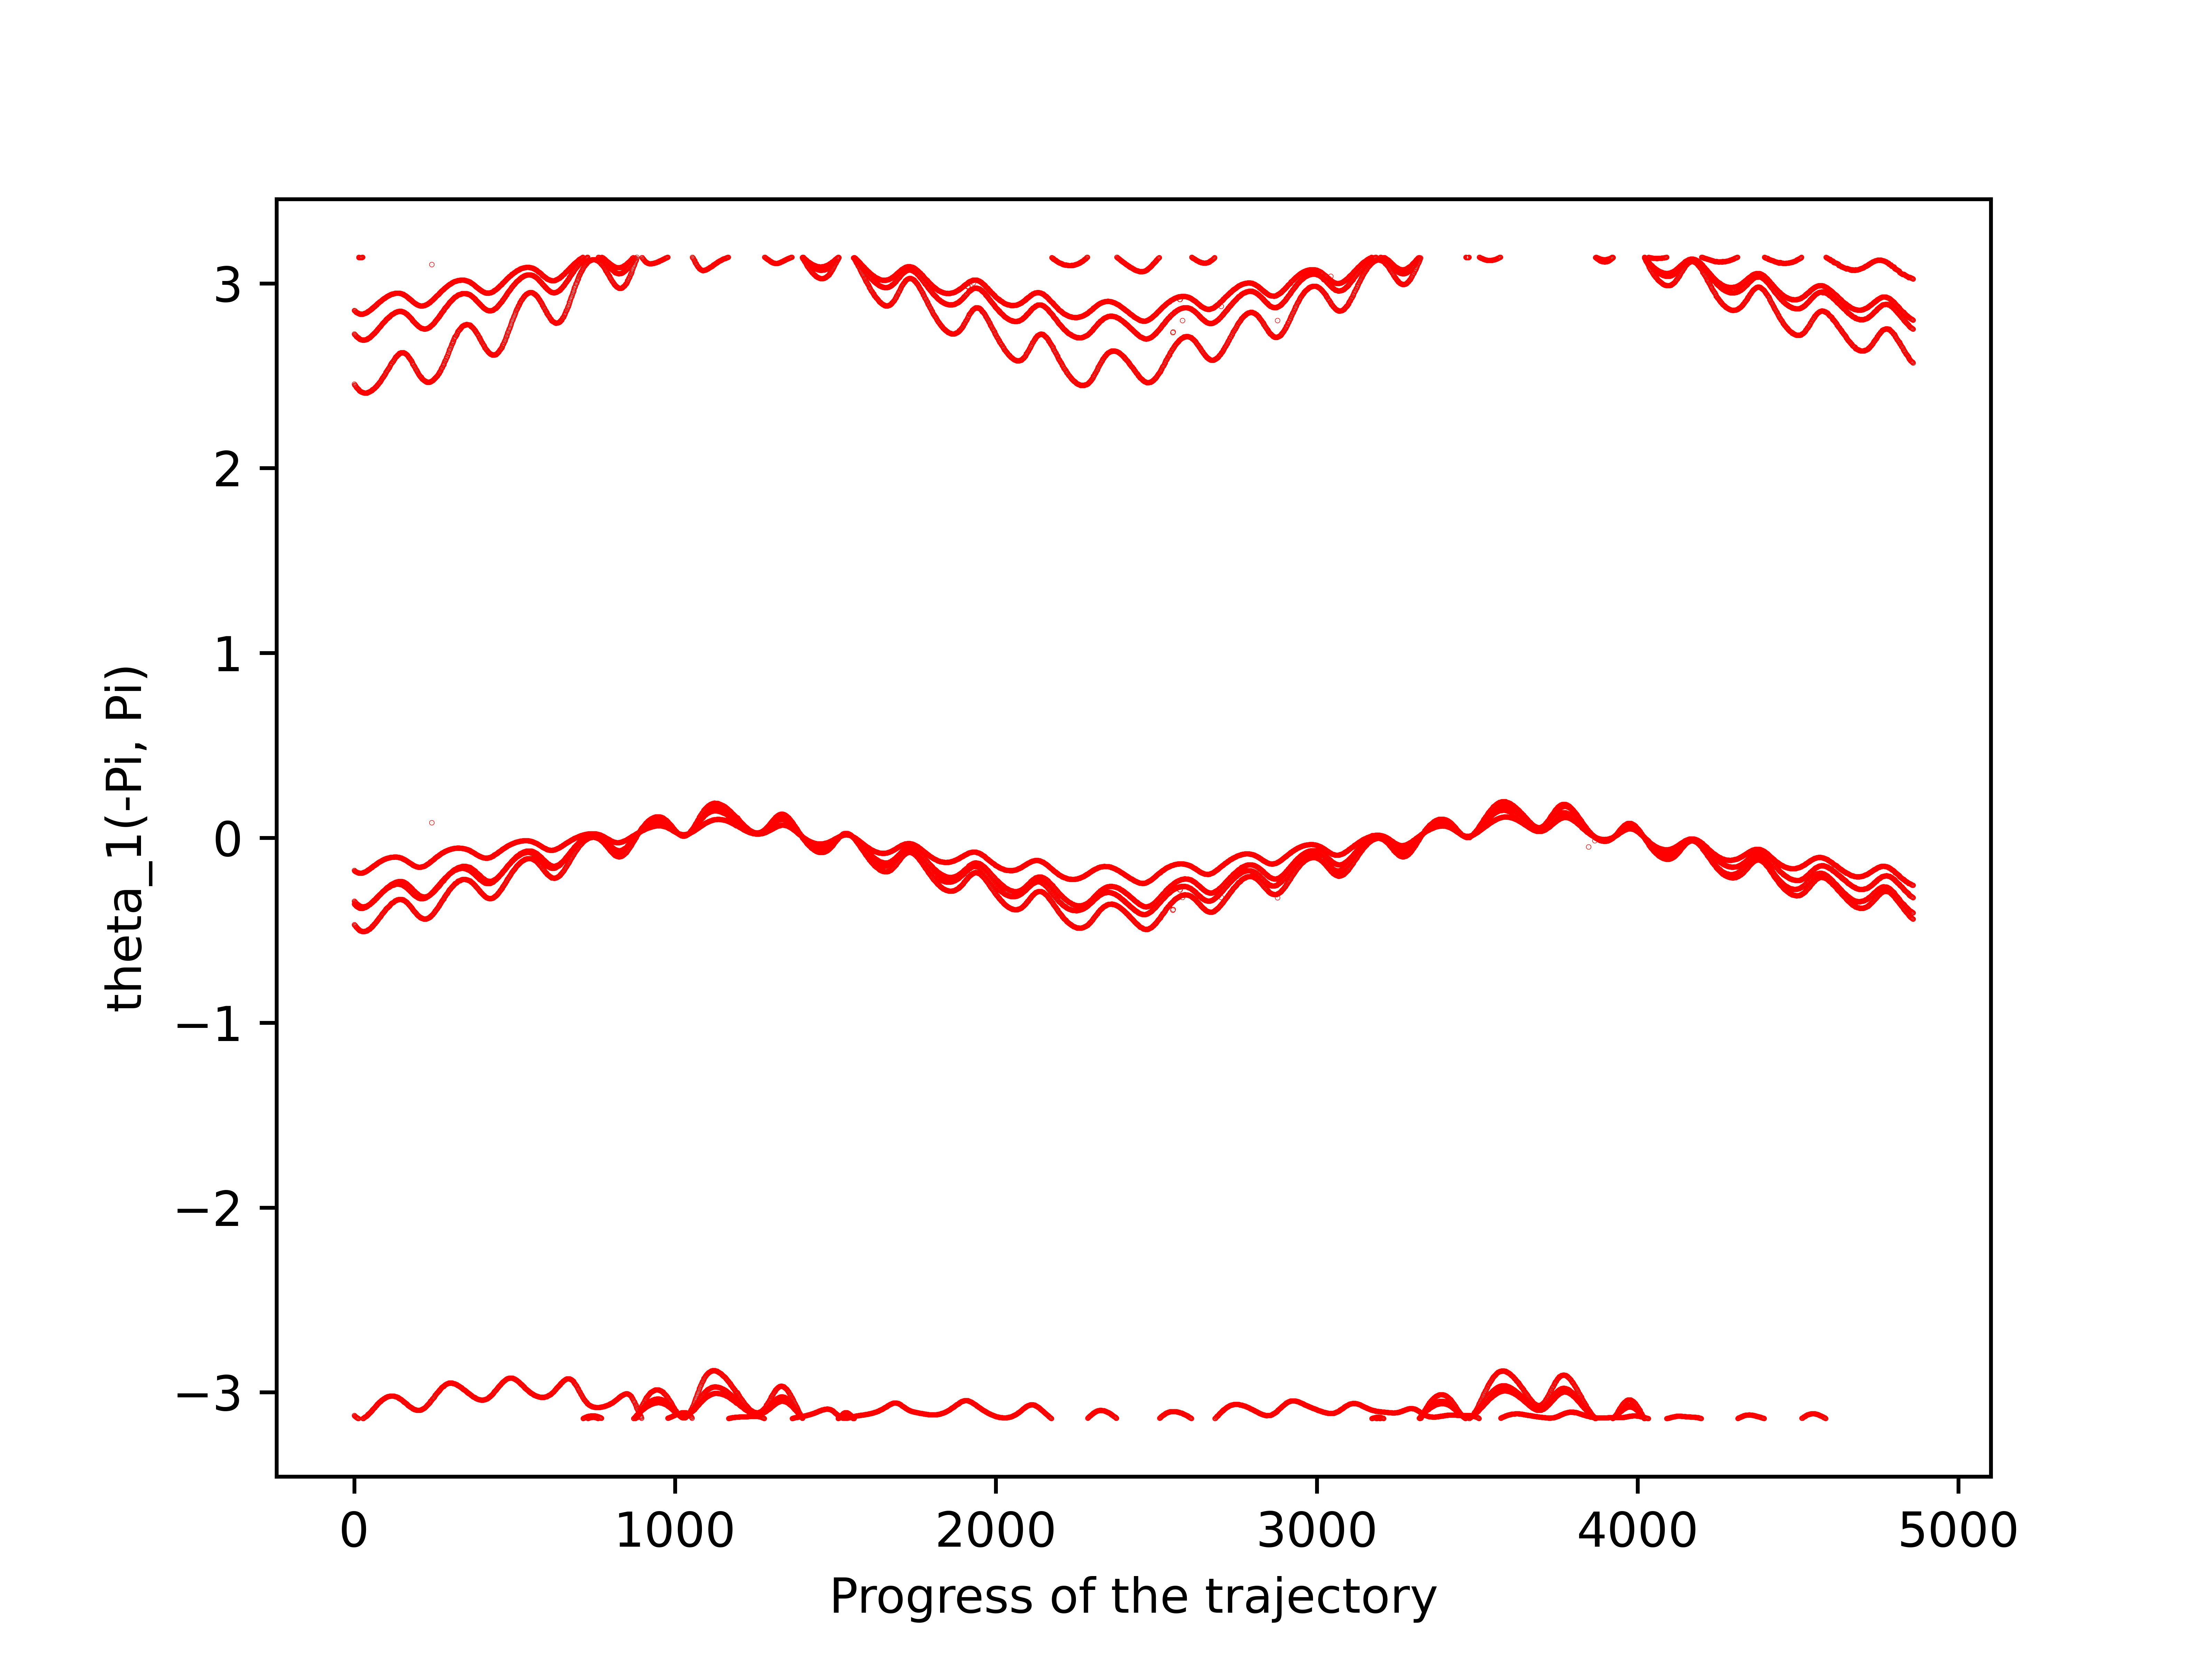 3
2
1
0
−1
−2
−3
theta_1(-Pi, Pi)
0 1000 2000 3000 4000 5000
Progress of the trajectory